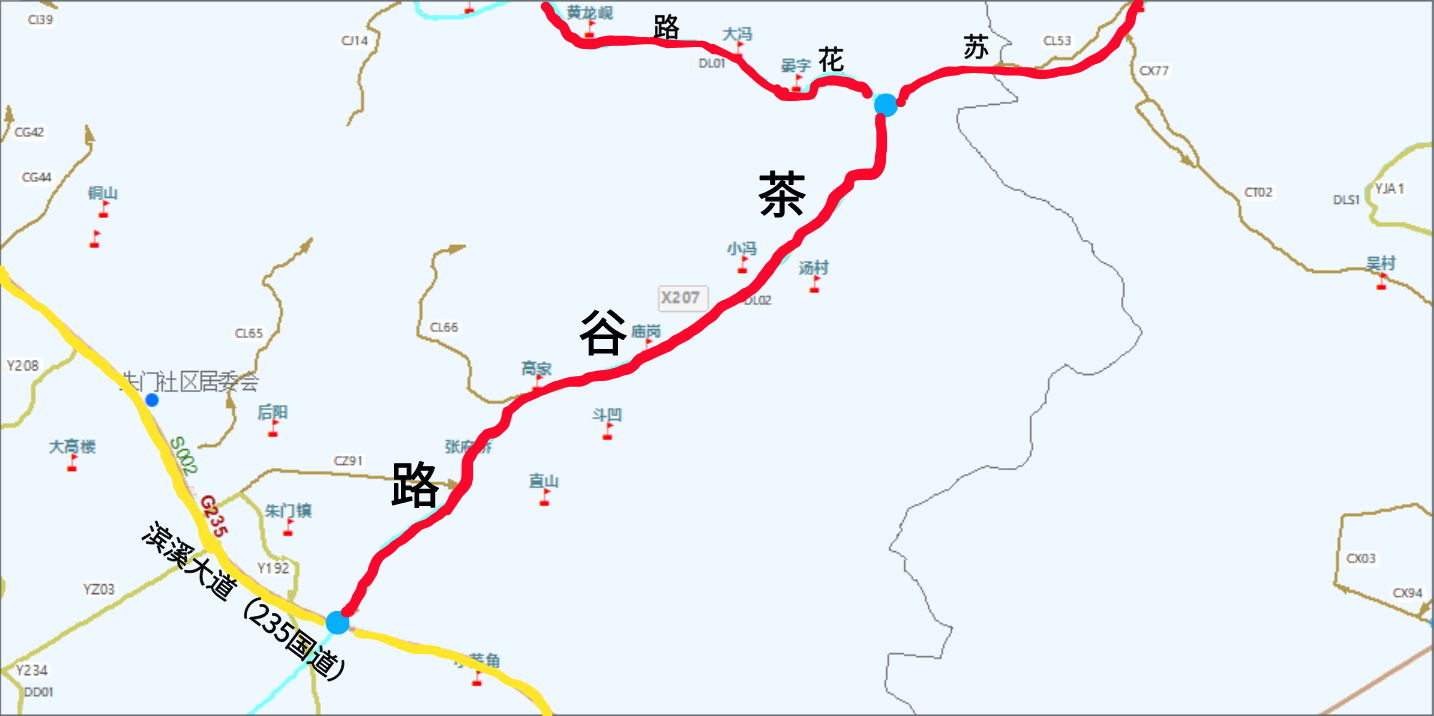 CI39
黄龙岘
CJ14
路
大冯
DL01
花
晏字
苏
CL53
CX77
CG42
CG44
铜山
茶
CT02
DLS1
YJA1
小冯
汤村
吴村
X207
DL02
CL65
CL66
谷
庙岗
Y208
朱门社区居委会
高家
后阳
斗凹
大高楼
S002
张府
CZ91
路
直山
G235
朱门镇
滨溪大道（235国道）
Y192
YZ03
CX03
CX94
Y234
DD01
角